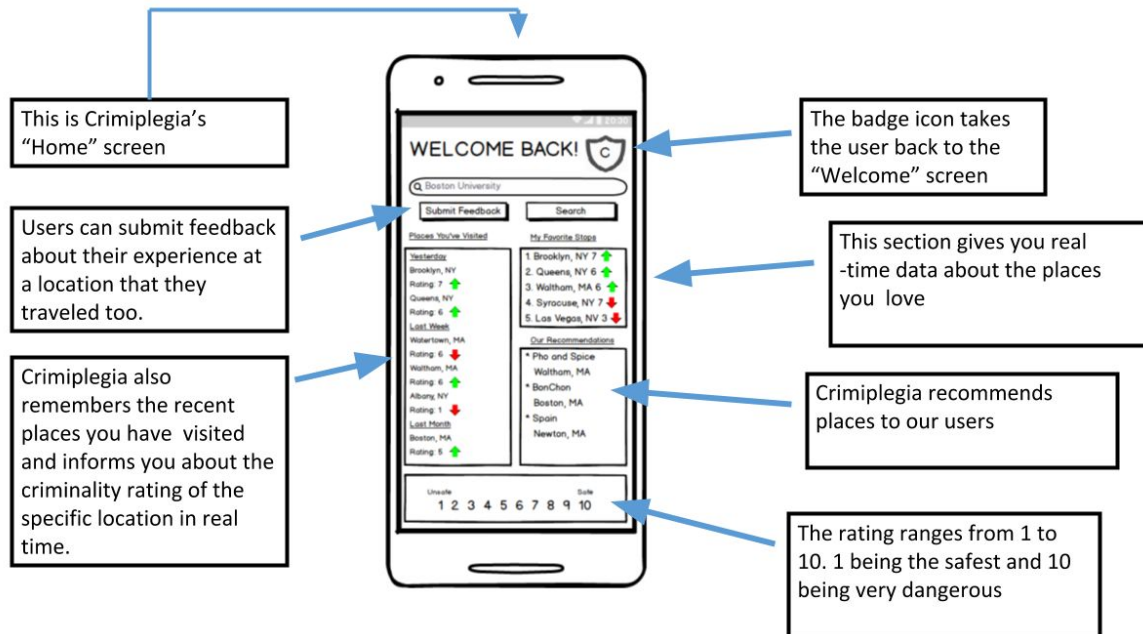 This is Crimiplegia’s
“Home” screen
Users can submit feedback
about their experience at
a location that they
traveled too.
Crimiplegia also
remembers the recent
places you have visited
and informs you about the
criminality rating of the
specific location in real
time.
20:30
WELCOME BACK!
C
Boston University
Submit Feedback
Search
Places You've Visited
Yesterday
Brooklyn, NY
Rating: 7
Queens, NY
Rating: 6
Last Week
Watertown, MA
Rating: 6
Waltham, MA
Rating: 6
Albany, NY
Rating: 1
Last Month
Boston, MA
Rating: 5
My Favorite Stops
1. Brooklyn, NY 7
2. Queens, NY 6
3. Waltham, MA 6
4. Syracuse, NY 7
5. Las Vegas, NV 3
Our Recommendations
* Pho and Spice
Waltham, MA
* BonChon
Boston, MA
* Spain
Newton, MA
Unsafe Safe
1 2 3 4 5 6 7 8 9 10
The badge icon takes
the user back to the
“Welcome” screen
This section gives you real
-time data about the places
you love
Crimiplegia recommends
places to our users
The rating ranges from 1 to
10. 1 being the safest and 10
being very dangerous